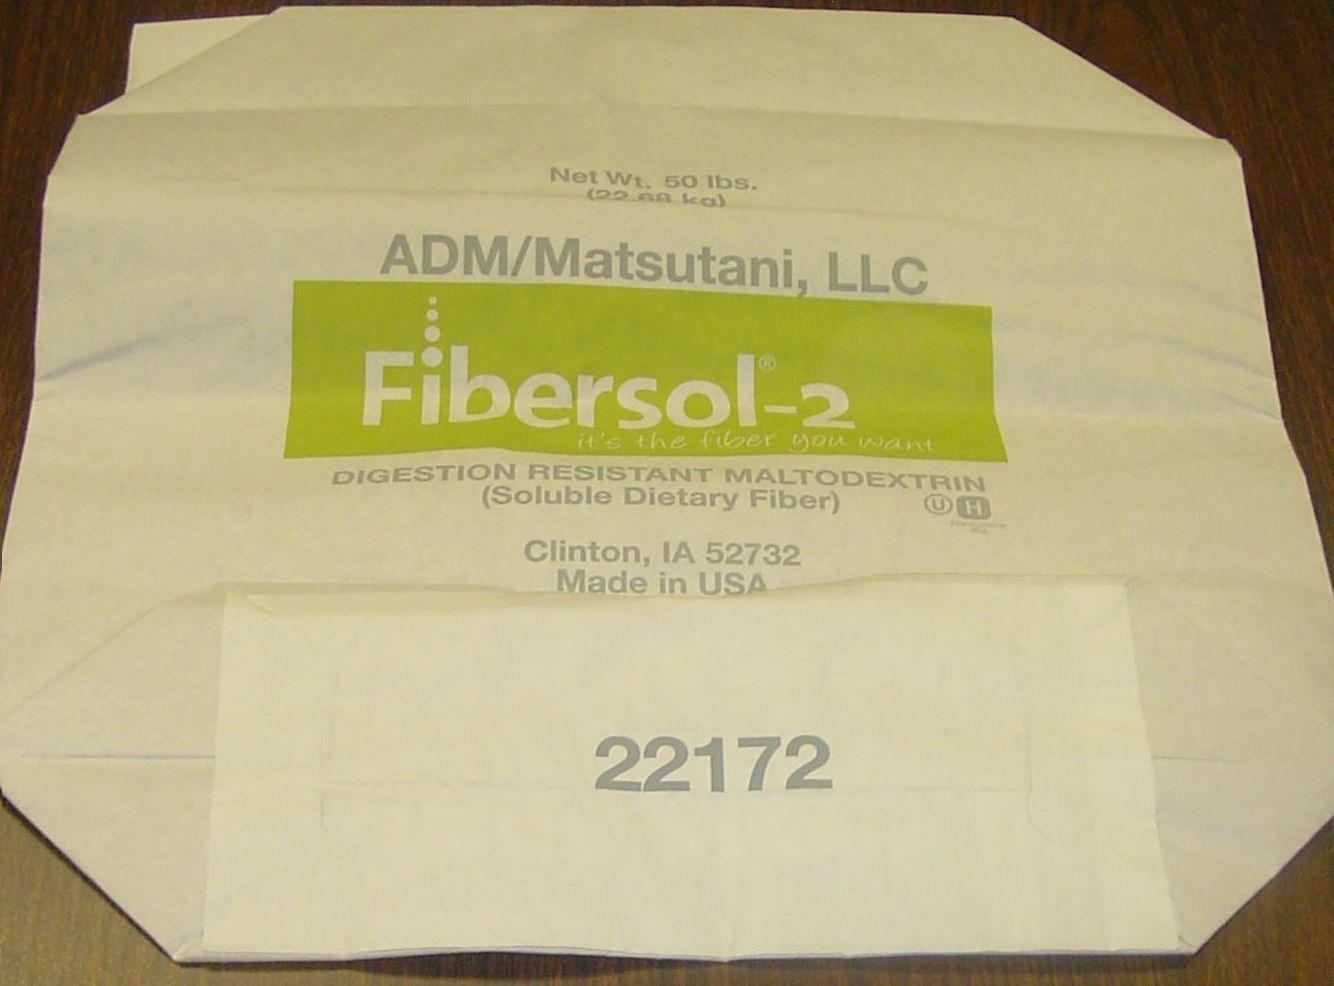 Net Wt. 50 lbs.
(22.68 kg)
ADM/Matsutani, LLC
Fibersol®-2
it's the fiber you want
DIGESTION RESISTANT MALTODEXTRIN
(Soluble Dietary Fiber)
U H
Clinton, IA 52732
Made in USA
22172